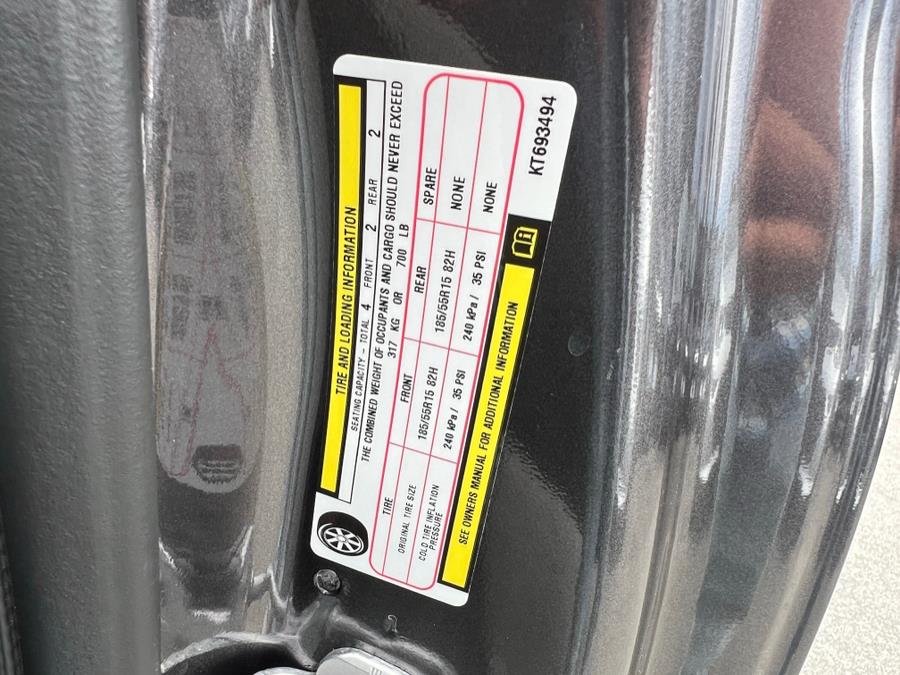 TIRE AND LOADING INFORMATION
SEATING CAPACITY - TOTAL 4 FRONT 2 REAR 2
THE COMBINED WEIGHT OF OCCUPANTS AND CARGO SHOULD NEVER EXCEED
317 KG OR 700 LB
TIRE FRONT REAR SPARE
ORIGINAL TIRE SIZE 185/55R15 82H 185/55R15 82H NONE
COLD TIRE INFLATION
PRESSURE 240 kPa / 35 PSI 240 kPa / 35 PSI NONE
SEE OWNERS MANUAL FOR ADDITIONAL INFORMATION
KT693494